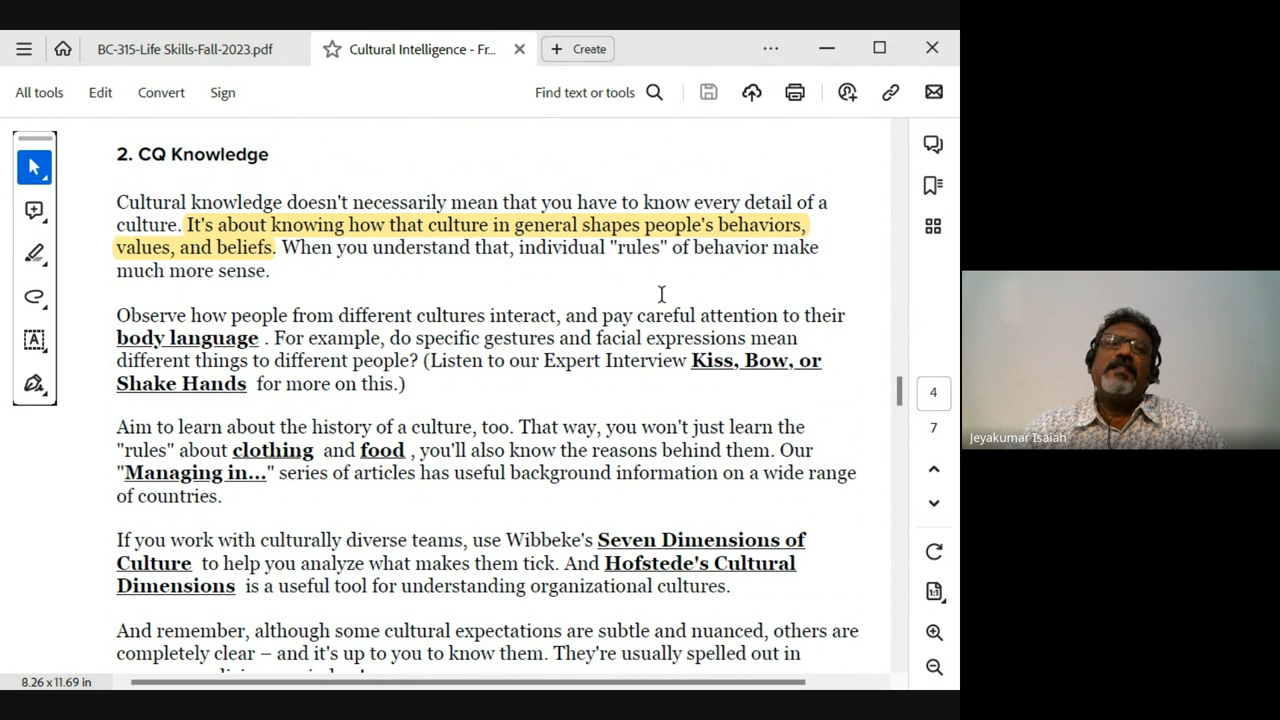 BC-315-Life Skills-Fall-2023.pdf
Cultural Intelligence - Fr...
Create
All tools
Edit
Convert
Sign
Find text or tools
2. CQ Knowledge
Cultural knowledge doesn't necessarily mean that you have to know every detail of a
culture. It's about knowing how that culture in general shapes people's behaviors,
values, and beliefs. When you understand that, individual "rules" of behavior make
much more sense.
Observe how people from different cultures interact, and pay careful attention to their
body language . For example, do specific gestures and facial expressions mean
different things to different people? (Listen to our Expert Interview Kiss, Bow, or
Shake Hands for more on this.)
Aim to learn about the history of a culture, too. That way, you won't just learn the
"rules" about clothing and food , you'll also know the reasons behind them. Our
"Managing in..." series of articles has useful background information on a wide range
of countries.
If you work with culturally diverse teams, use Wibbeke's Seven Dimensions of
Culture to help you analyze what makes them tick. And Hofstede's Cultural
Dimensions is a useful tool for understanding organizational cultures.
And remember, although some cultural expectations are subtle and nuanced, others are
completely clear – and it's up to you to know them. They're usually spelled out in
8.26 x 11.69 in
4
7
1:1
Jeyakumar Isaiah